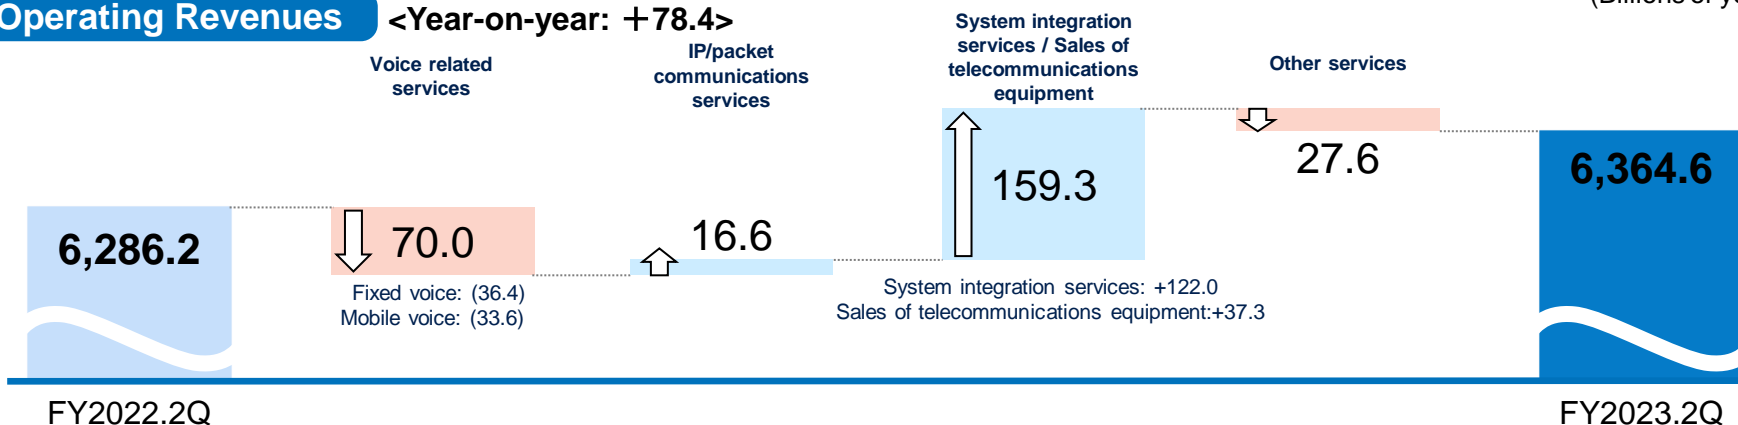 Operating Revenues
<Year-on-year: ＋78.4>
(Billions of
Voice related
services
IP/packet
communications
services
System integration
services / Sales of
telecommunications
equipment
Other services
6,286.2
70.0
Fixed voice: (36.4)
Mobile voice: (33.6)
16.6
159.3
System integration services: +122.0
Sales of telecommunications equipment:+37.3
27.6
6,364.6
FY2022.2Q
FY2023.2Q